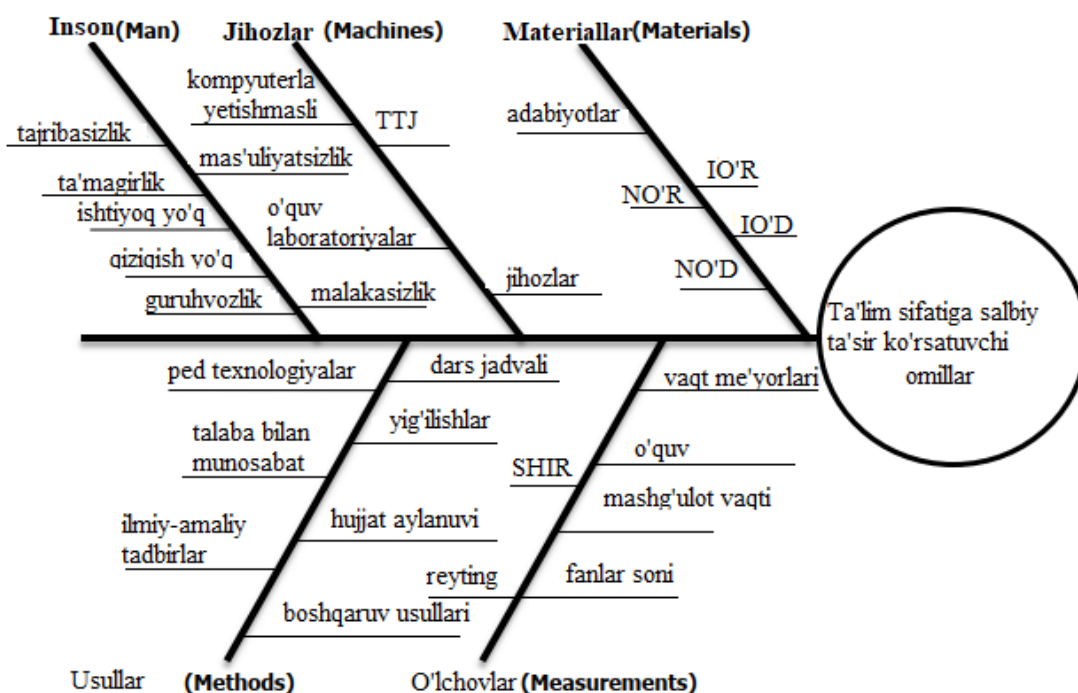 Inson(Man)
Jihozlar (Machines)
Materiallar(Materials)
kompyuterla
yetishmasli
TTJ
adabiyotlar
tajribasizlik
mas'uliyatsizlik
IO'R
ta'magirlik
NO'R
ishtiyoq yo'q
o'quv
laboratoriyalar
IO'D
qiziqish yo'q
NO'D
jihozlar
guruhvozlik
malakasizlik
Ta'lim sifatiga salbiy
ta'sir ko'rsatuvchi
omillar
ped texnologiyalar
dars jadvali
vaqt me'yorlari
talaba bilan
munosabat
yig'ilishlar
o'quv
SHIR
mashg'ulot vaqti
ilmiy-amaliy
tadbirlar
hujjat aylanuvi
reyting
fanlar soni
boshqaruv usullari
Usullar (Methods)
O'lchovlar (Measurements)